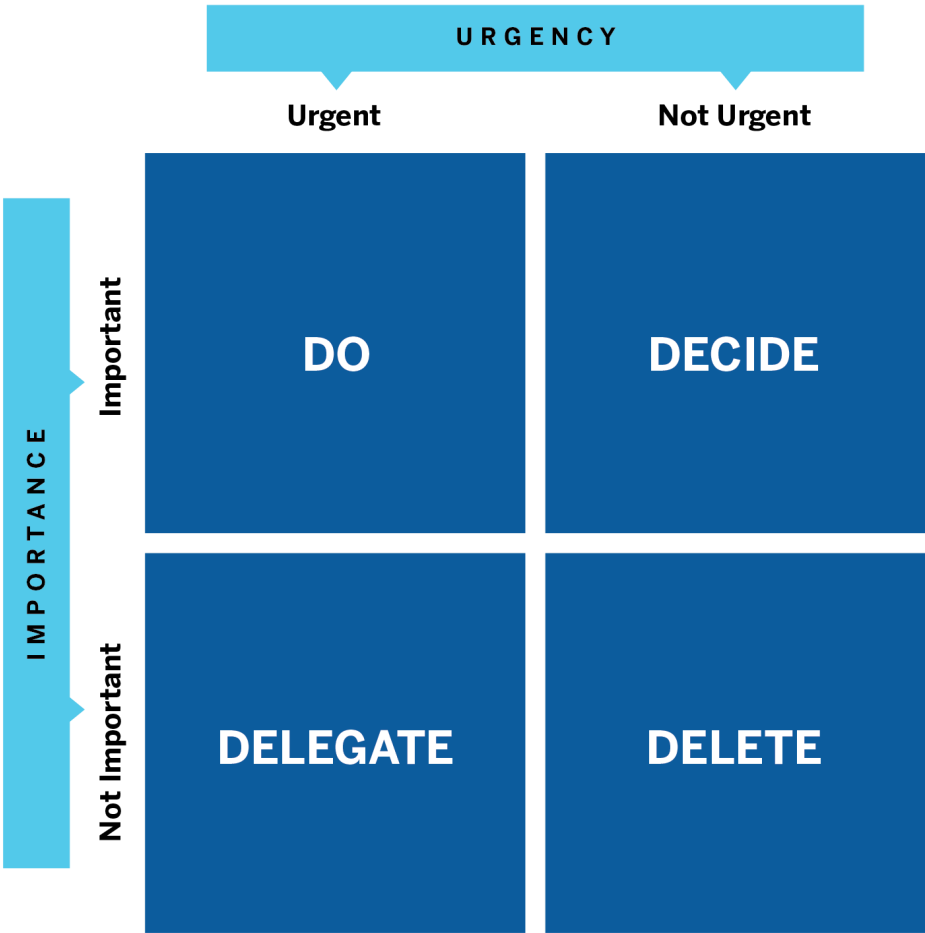 URGENCY
Urgent
Not Urgent
IMPORTANCE
Important
DO
DECIDE
Not Important
DELEGATE
DELETE